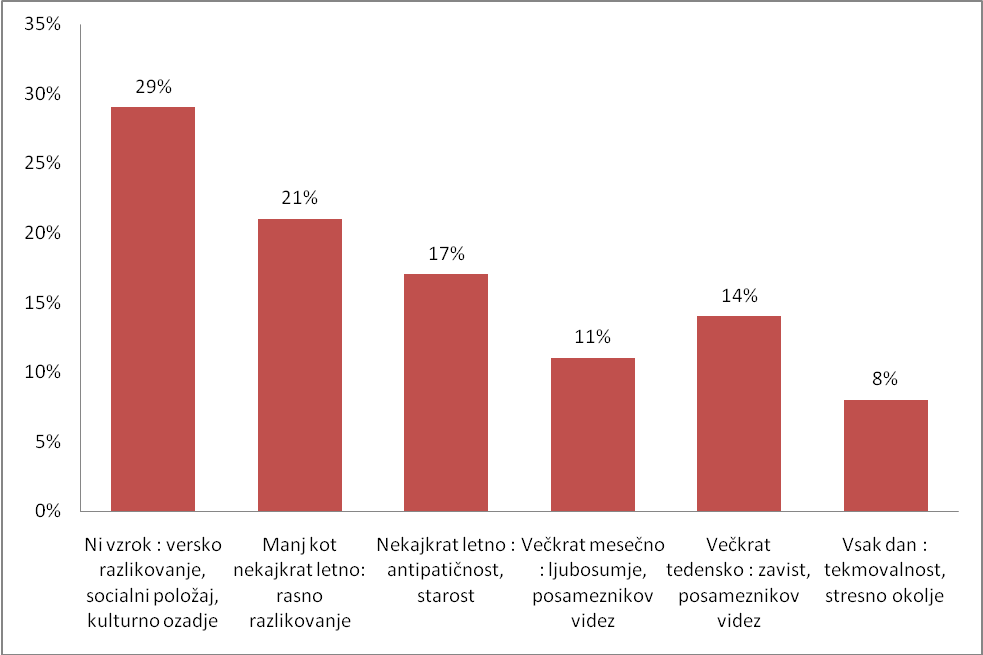 35%
30%
25%
20%
15%
10%
5%
0%
29%
21%
17%
11%
14%
8%
Ni vzrok : versko
razlikovanje,
socialni položaj,
kulturno ozadje
Manj kot
nekajkrat letno:
rasno
razlikovanje
Nekajkrat letno :
antipatičnost,
starost
Večkrat mesečno
: ljubosumje,
posameznikov
videz
Večkrat
tedensko : zavist,
posameznikov
videz
Vsak dan :
tekmovalnost,
stresno okolje